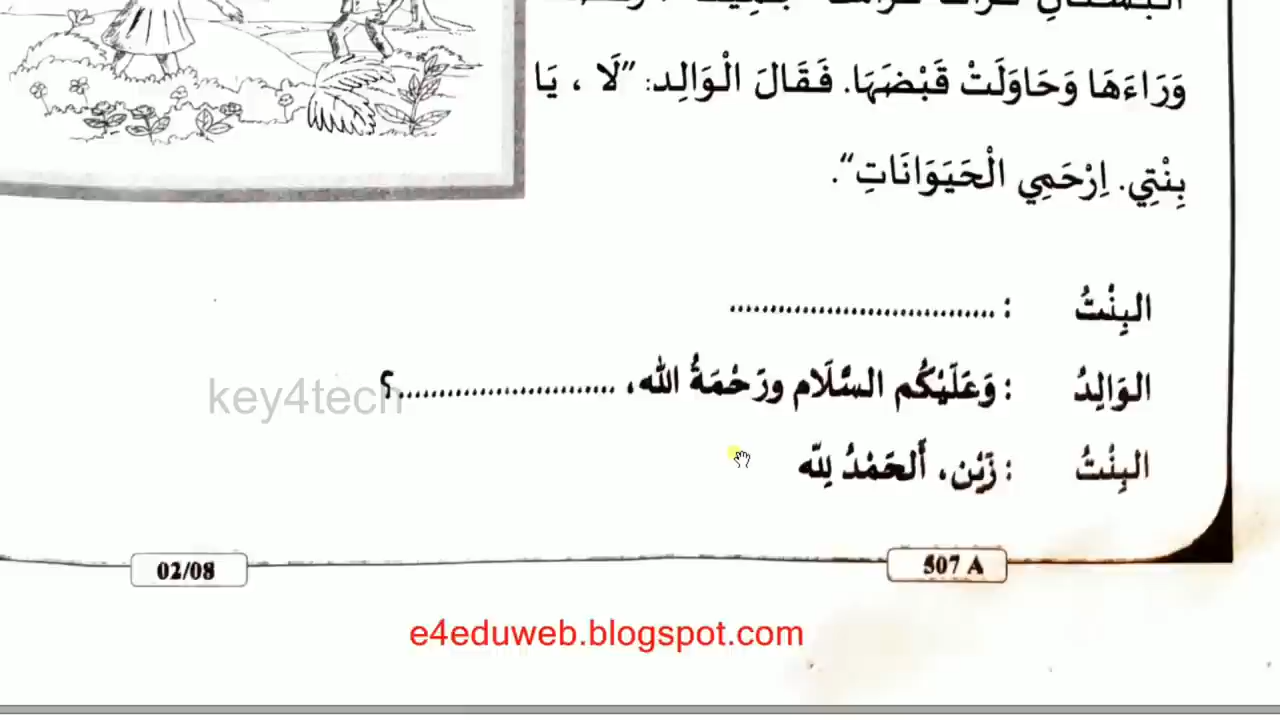 وَرَاءَهَا وَحَاوَلَتْ قَبْضَهَا. فَقَالَ الْوَالِد: ”لَا ، يَا
بِنْتِي. اِرْحَمِي الْحَيَوَانَاتِ“.
البِنْتُ : ................................
الوَالِدُ : وَعَلَيْكُم السَّلَام ورَحْمَةُ الله، ..........................؟
البِنْتُ : زَيْن، أَلحَمْدُ لِلّه
key4tech
02/08
507 A
e4eduweb.blogspot.com